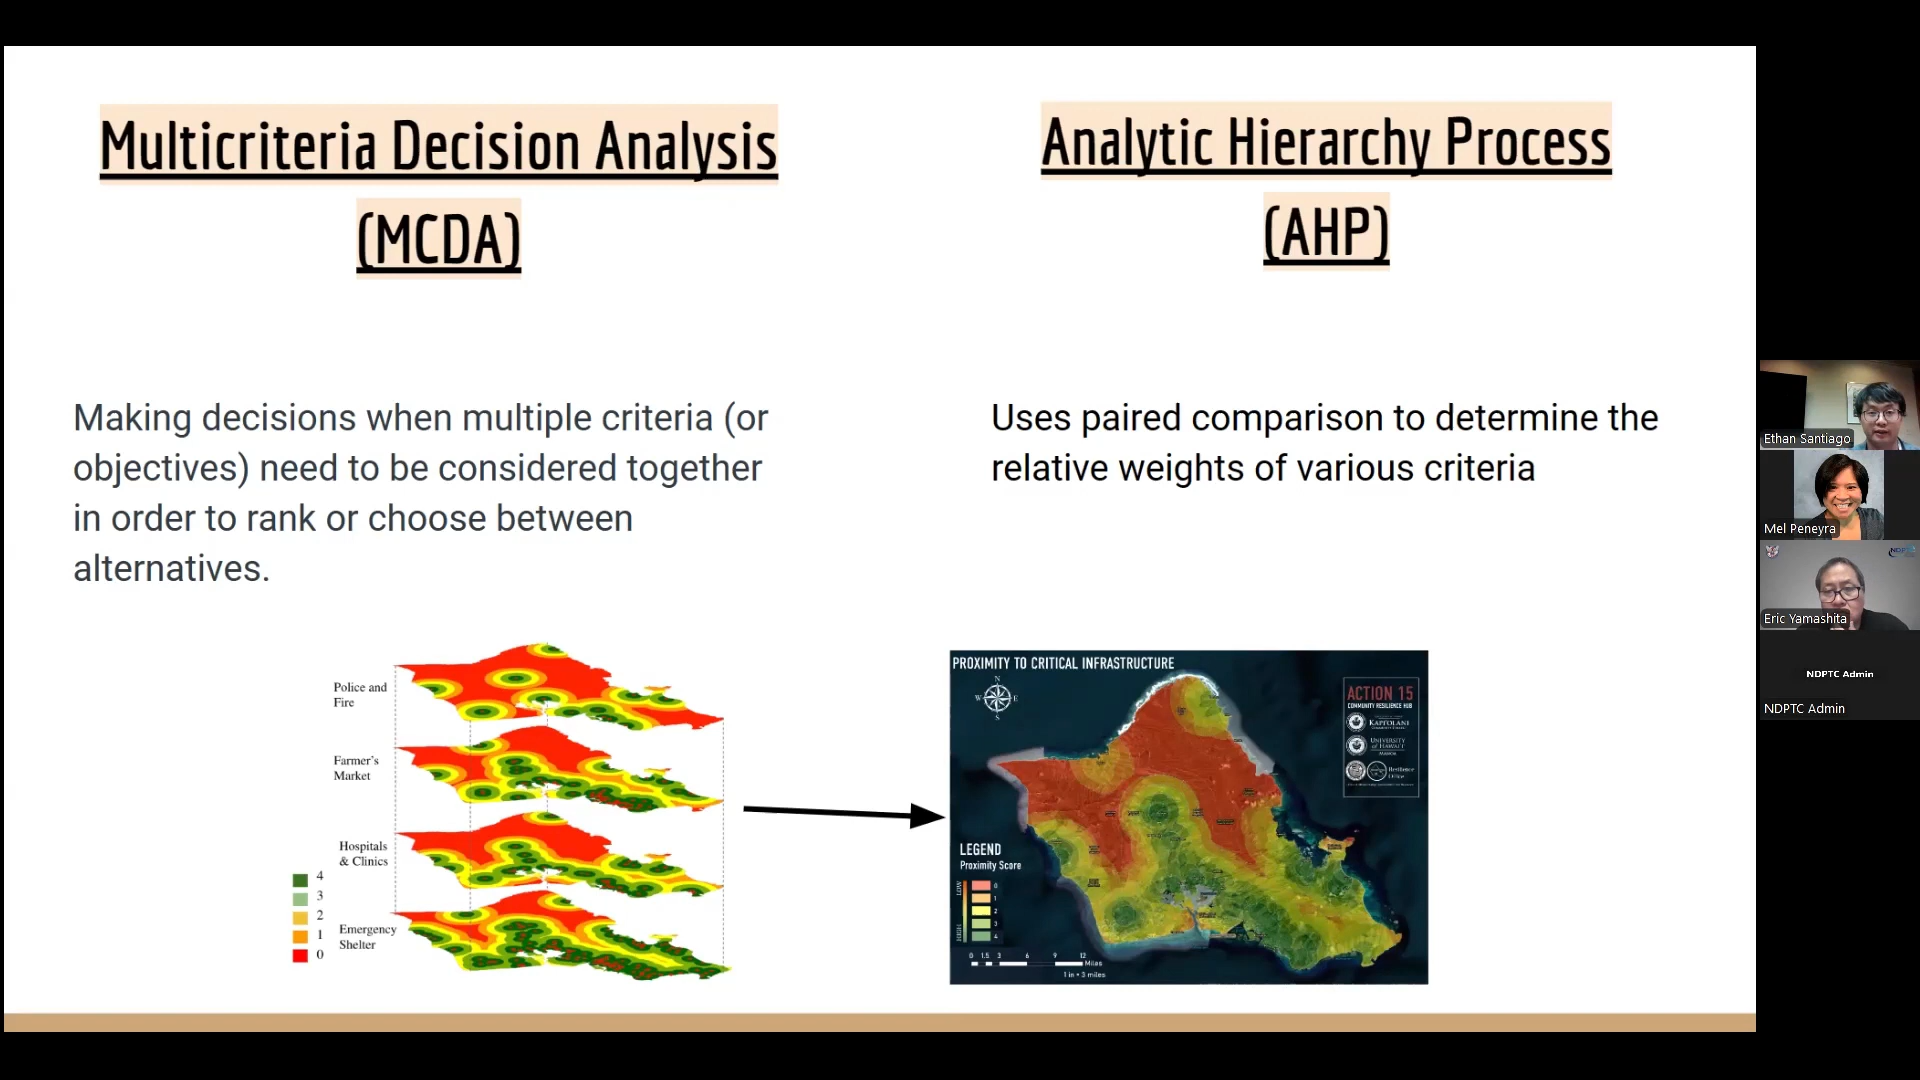 Multicriteria Decision Analysis
(MCDA)
Analytic Hierarchy Process
(AHP)
Making decisions when multiple criteria (or
objectives) need to be considered together
in order to rank or choose between
alternatives.
Uses paired comparison to determine the
relative weights of various criteria
Police and
Fire
Farmer's
Market
Hospitals
& Clinics
Emergency
Shelter
4
3
2
1
0
PROXIMITY TO CRITICAL INFRASTRUCTURE
N
W E
S
ACTION 15
COMMUNITY RESILIENCE HUB
KAPI'OLANI
UNIVERSITY
of HAWAI'I
MĀNOA
Resilience
Office
LEGEND
Proximity Score
LOW
HIGH
0
1
2
3
4
0 1.5 3 6 9 12
Miles
1 in = 3 miles
Ethan Santiago
Mel Peneyra
NDPTC
Eric Yamashita
NDPTC Admin
NDPTC Admin